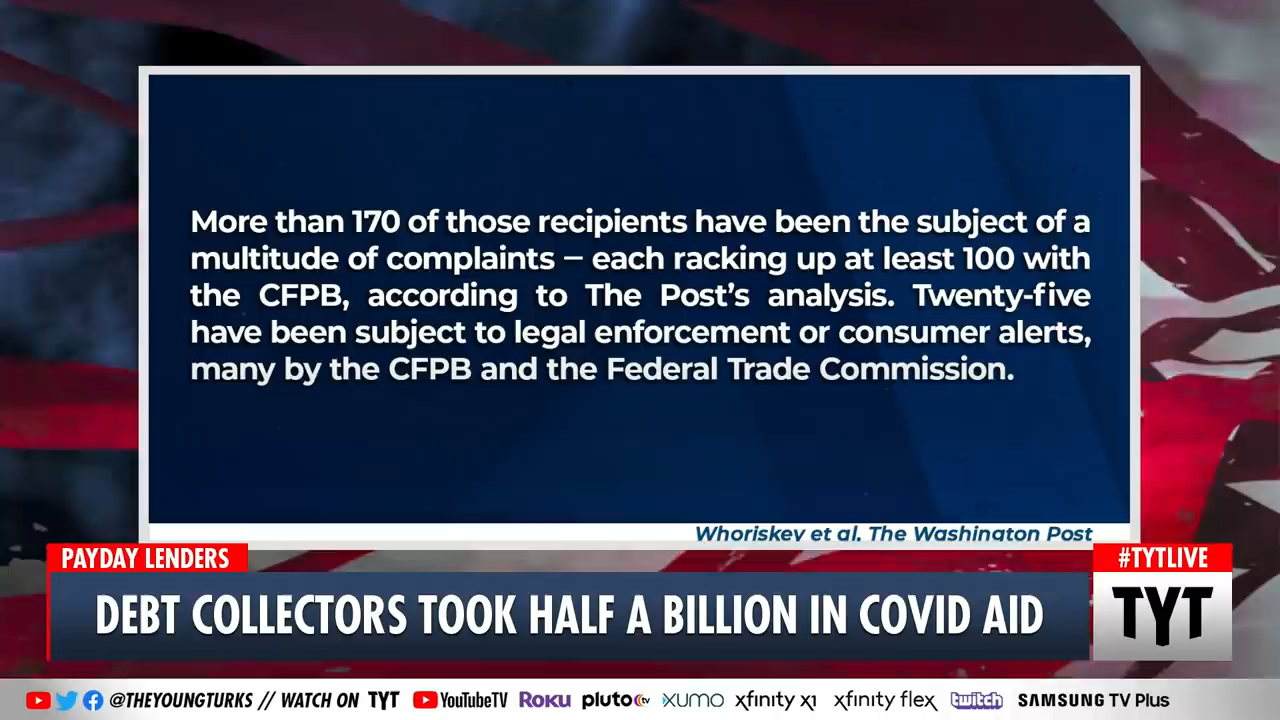 More than 170 of those recipients have been the subject of a
multitude of complaints – each racking up at least 100 with
the CFPB, according to The Post's analysis. Twenty-five
have been subject to legal enforcement or consumer alerts,
many by the CFPB and the Federal Trade Commission.
Whoriskey et al. The Washington Post
PAYDAY LENDERS
#TYTLIVE
DEBT COLLECTORS TOOK HALF A BILLION IN COVID AID
TYT
@THEYOUNGTURKS // WATCH ON TYT YouTubeTV ROKU pluto tv XUMO xfinity x1 xfinity flex twitch SAMSUNG TV Plus